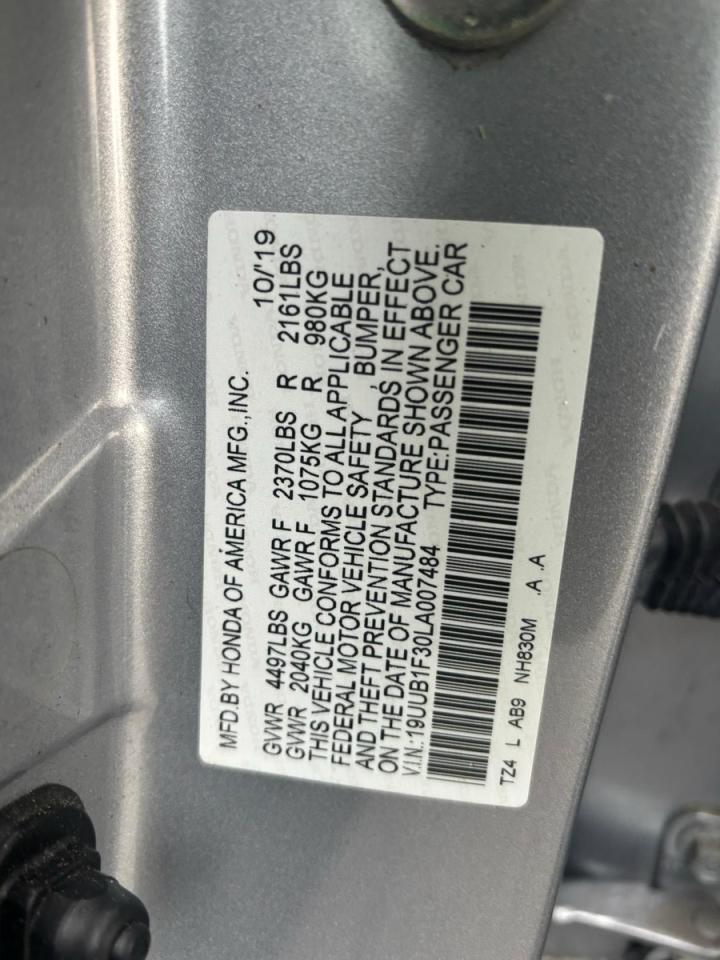 MFD.BY HONDA OF AMERICA MFG.,INC. 10/'19
GVWR 4497LBS GAWR F 2370LBS R 2161LBS
GVWR 2040KG GAWR F 1075KG R 980KG
THIS VEHICLE CONFORMS TO ALL APPLICABLE
FEDERAL MOTOR VEHICLE SAFETY , BUMPER,
AND THEFT PREVENTION STANDARDS, IN EFFECT
ON THE DATE OF MANUFACTURE SHOWN ABOVE.
V.I.N.:19UUB1F30LA007484 TYPE:PASSENGER CAR
TZ4 L AB9 NH830M .A .A